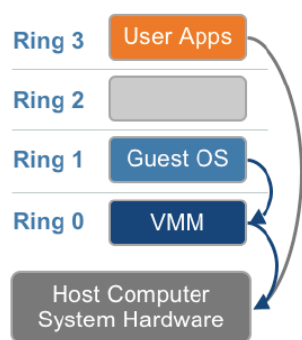 Ring 3 User Apps
Ring 2
Ring 1 Guest OS
Ring 0 VMM
Host Computer
System Hardware